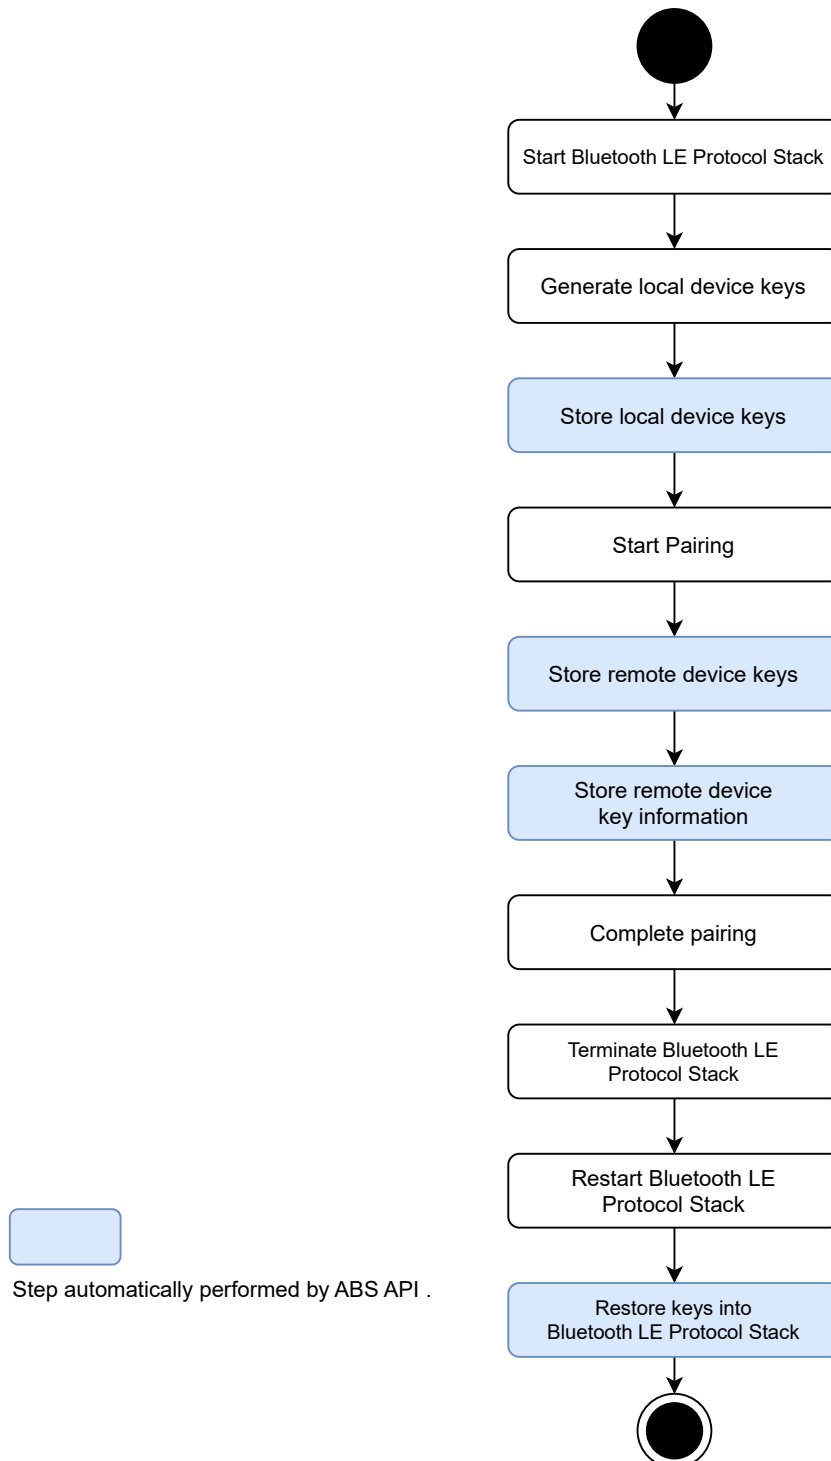 Start Bluetooth LE Protocol Stack
Generate local device keys
Store local device keys
Start Pairing
Store remote device keys
Store remote device
key information
Complete pairing
Terminate Bluetooth LE
Protocol Stack
Restart Bluetooth LE
Protocol Stack
Step automatically performed by ABS API .
Restore keys into
Bluetooth LE Protocol Stack